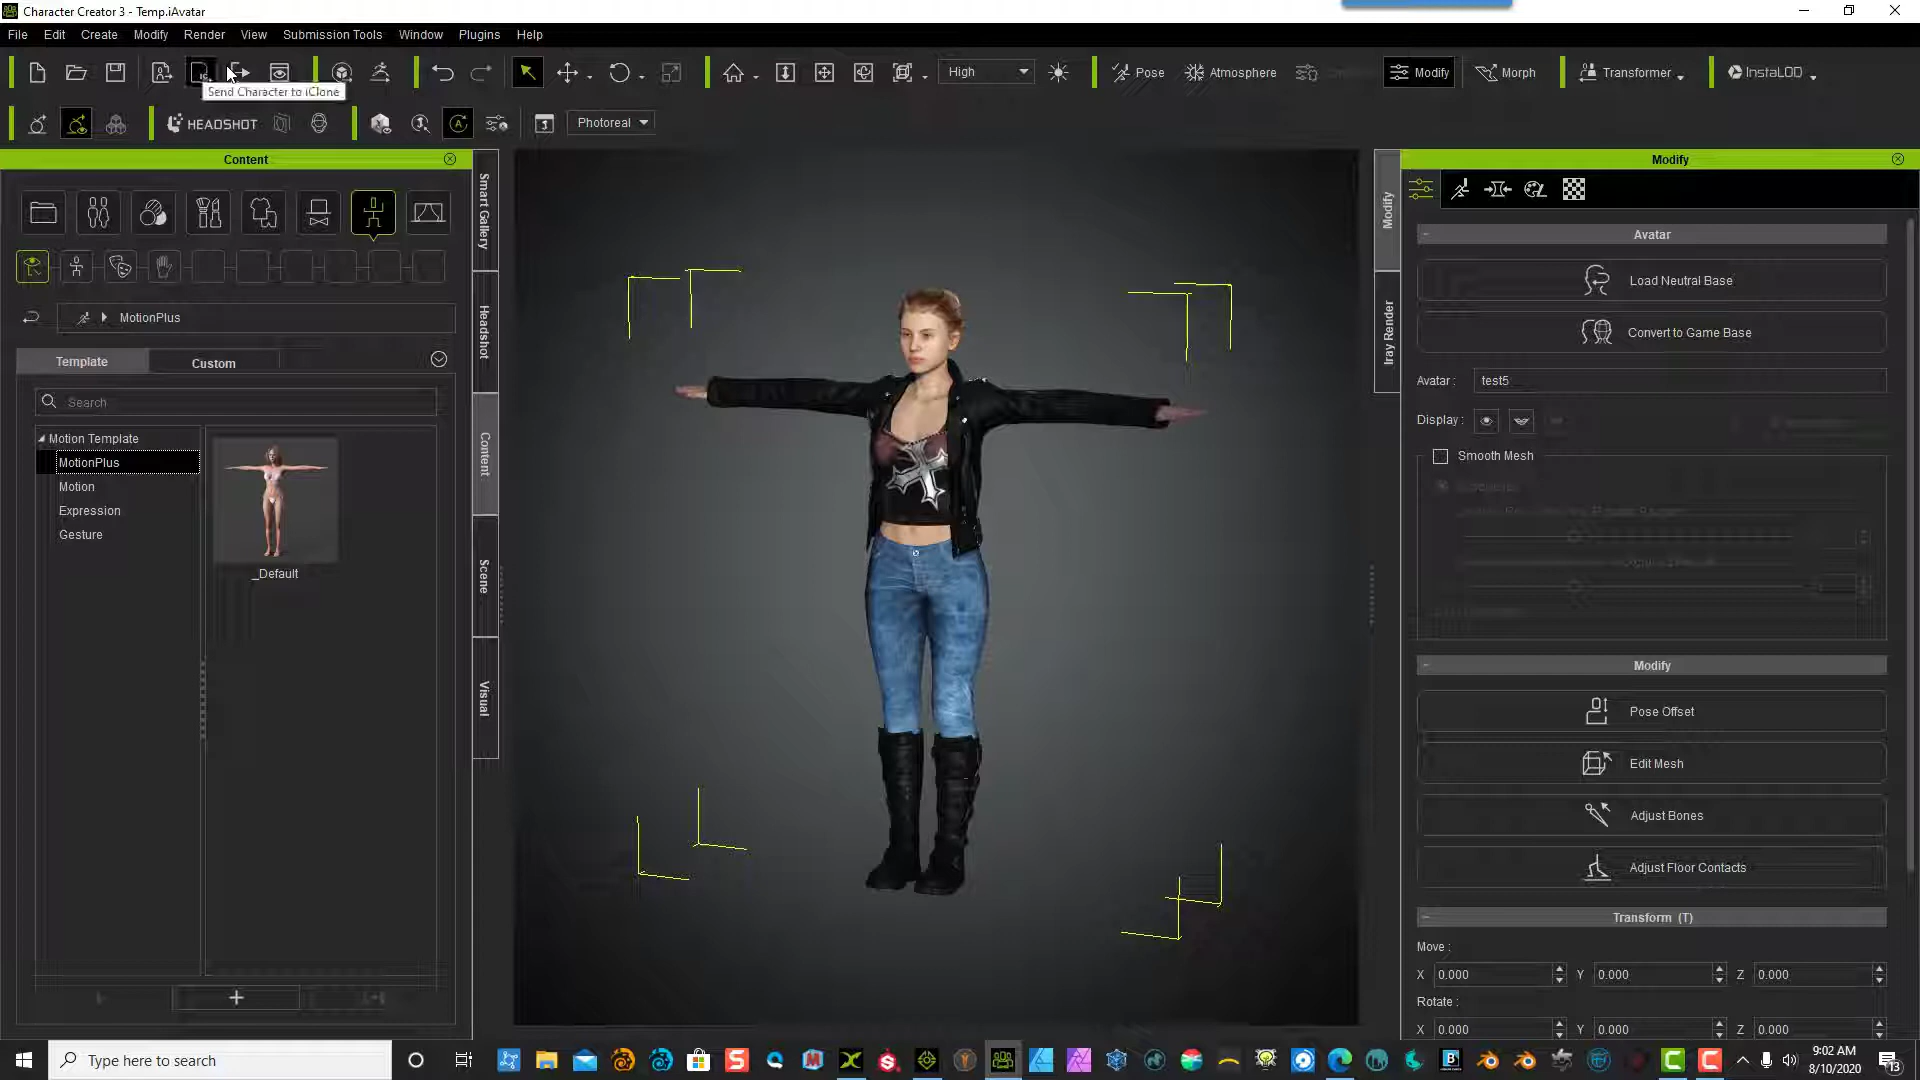 Character Creator 3 - Temp.iAvatar
File Edit Create Modify Render View Submission Tools Window Plugins Help
High Pose Atmosphere Modify Morph Transformer InstaLOD
Send Character to iClone
HEADSHOT Photoreal
Content
Modify
MotionPlus
Template Custom
Search
Motion Template
MotionPlus
Motion
Expression
Gesture
_Default
Smart Gallery
Headshot
Content
Scene
Visual
Modify
Iray Render
Avatar
Load Neutral Base
Convert to Game Base
Avatar : test5
Display :
Smooth Mesh
Modify
Pose Offset
Edit Mesh
Adjust Bones
Adjust Floor Contacts
Transform (T)
Move :
X 0.000 Y 0.000 Z 0.000
Rotate :
X 0.000 Y 0.000 Z 0.000
Type here to search
9:02 AM
8/10/2020
13